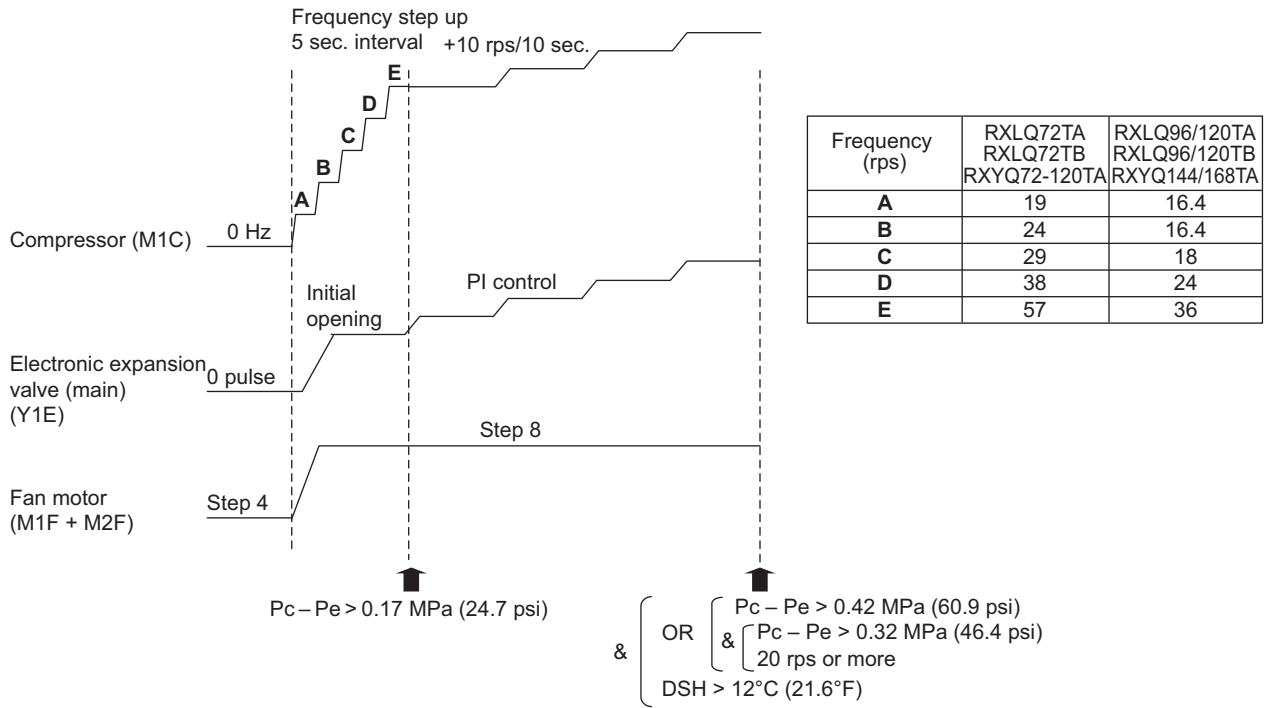 Frequency step up
5 sec. interval +10 rps/10 sec.
E
D
C
B
A
Compressor (M1C) 0 Hz
Initial
opening
PI control
Electronic expansion
valve (main)
(Y1E)
0 pulse
Step 8
Fan motor
(M1F + M2F)
Step 4
Pc – Pe > 0.17 MPa (24.7 psi)
& OR Pc – Pe > 0.42 MPa (60.9 psi)
& Pc – Pe > 0.32 MPa (46.4 psi)
20 rps or more
DSH > 12°C (21.6°F)
Frequency
(rps)
RXLQ72TA
RXLQ72TB
RXYQ72-120TA
RXLQ96/120TA
RXLQ96/120TB
RXYQ144/168TA
A 19 16.4
B 24 16.4
C 29 18
D 38 24
E 57 36